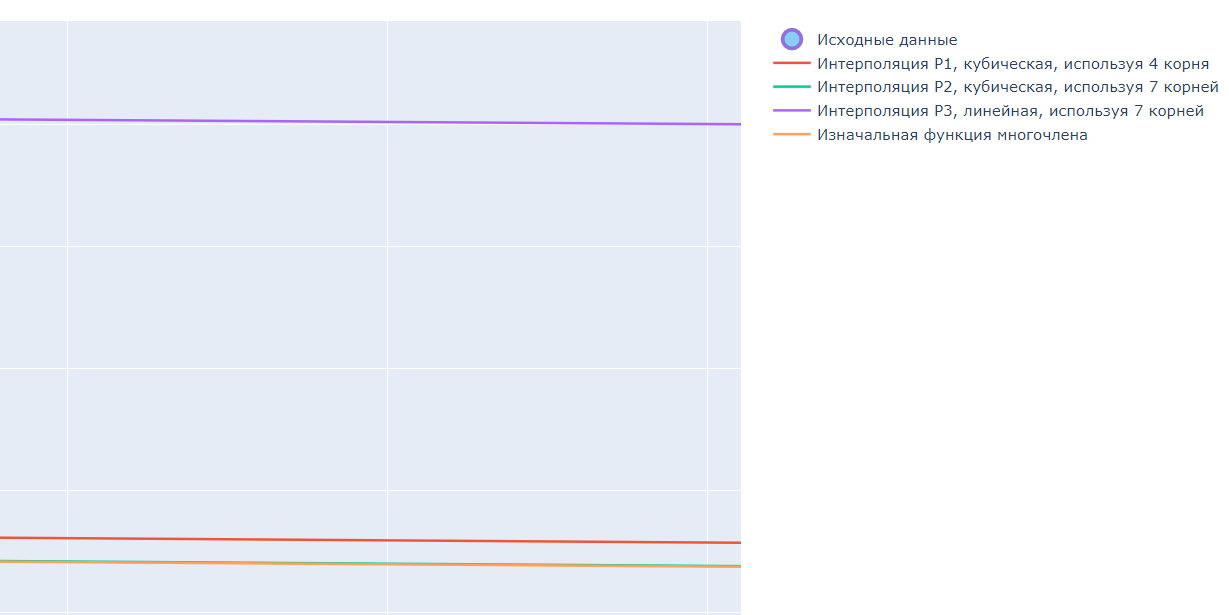 Исходные данные
Интерполяция P1, кубическая, используя 4 корня
Интерполяция P2, кубическая, используя 7 корней
Интерполяция P3, линейная, используя 7 корней
Изначальная функция многочлена